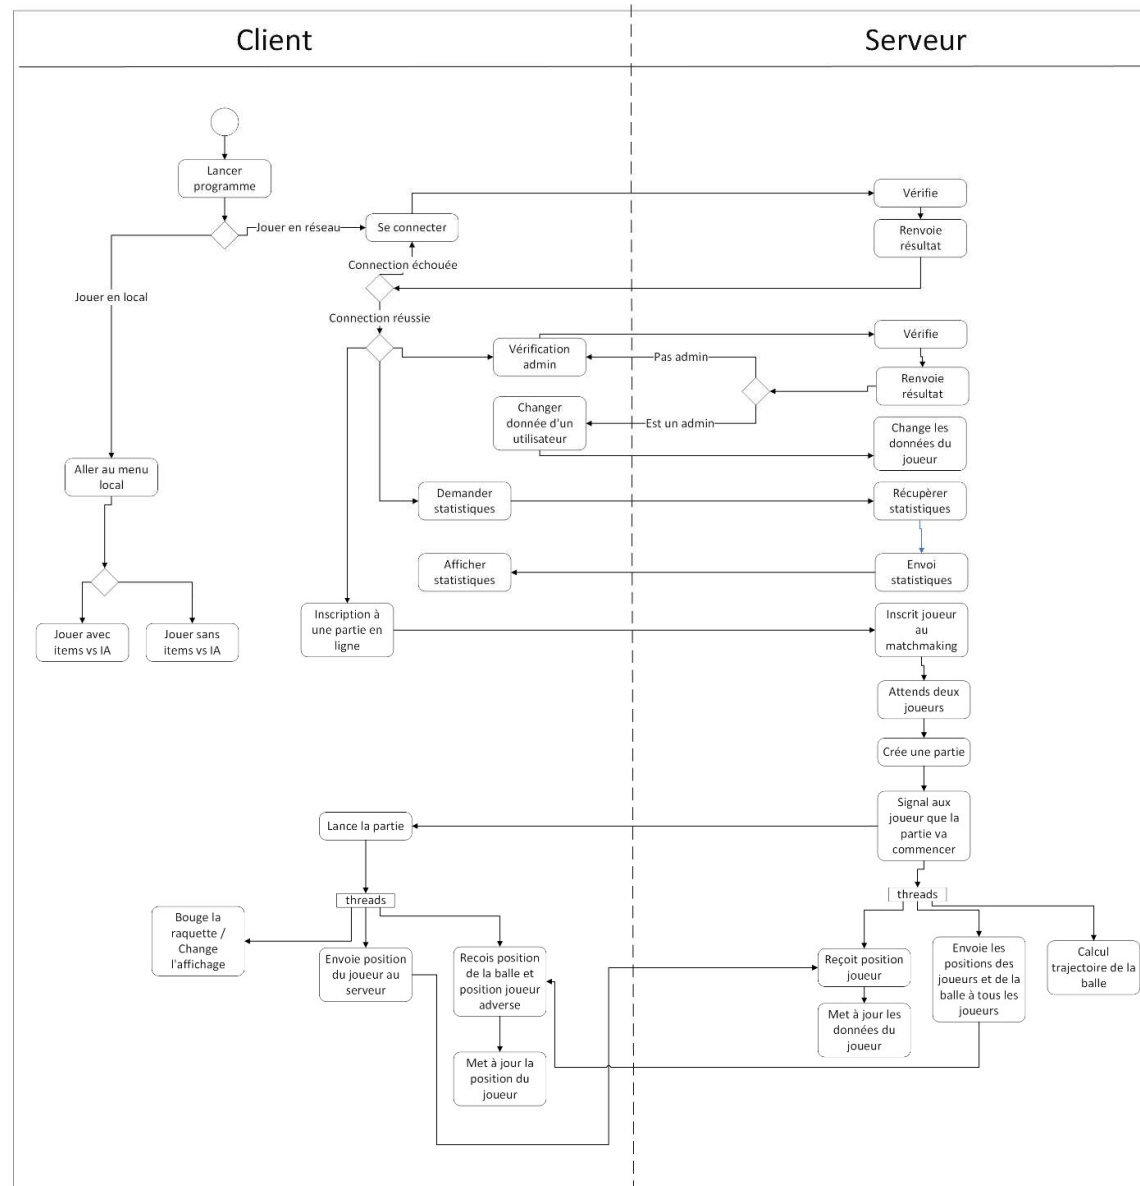 Client
Serveur
Lancer
programme
Jouer en réseau
Se connecter
Vérifie
Renvoie
résultat
Connection échouée
Jouer en local
Connection réussie
Vérification
admin
Pas admin
Vérifie
Renvoie
résultat
Changer
donnée d'un
utilisateur
Est un admin
Change les
données du
joueur
Aller au menu
local
Demander
statistiques
Récupèrer
statistiques
Afficher
statistiques
Envoi
statistiques
Jouer avec
items vs IA
Jouer sans
items vs IA
Inscription à
une partie en
ligne
Inscrit joueur
au
matchmaking
Attends deux
joueurs
Crée une partie
Signal aux
joueur que la
partie va
commencer
Lance la partie
threads
threads
Bouge la
raquette /
Change
l'affichage
Envoie position
du joueur au
serveur
Recois position
de la balle et
position joueur
adverse
Met à jour la
position du
joueur
Reçoit position
joueur
Met à jour les
données du
joueur
Envoie les
positions des
joueurs et de la
balle à tous les
joueurs
Calcul
trajectoire de la
balle